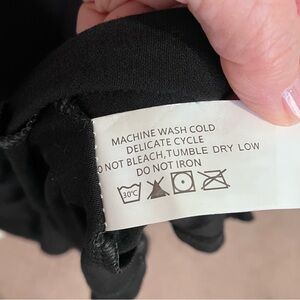 MACHINE WASH COLD
DELICATE CYCLE
O NOT BLEACH,TUMBLE DRY LOW
DO NOT IRON
30°C